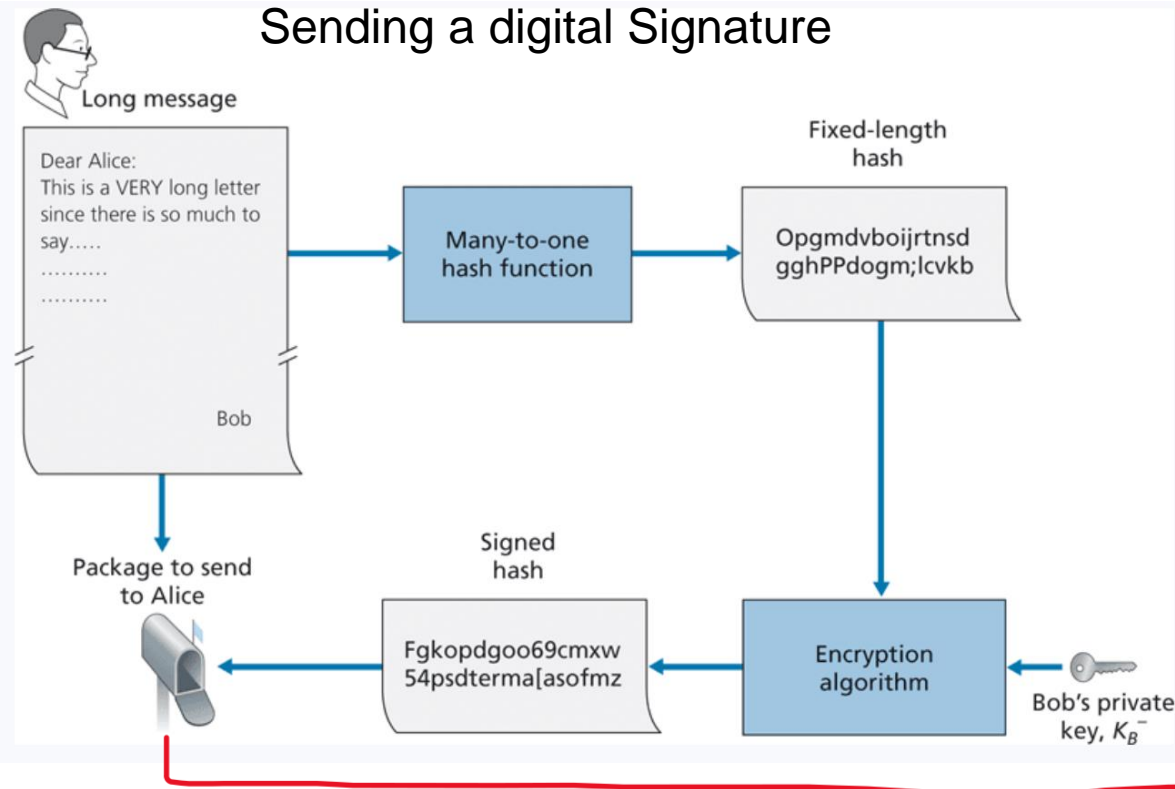 Sending a digital Signature
Long message
Dear Alice:
This is a VERY long letter
since there is so much to
say.....
..........
..........
Bob
Many-to-one
hash function
Fixed-length
hash
Opgmdvboijrtnsd
gghPPdogm;lcvkb
Package to send
to Alice
Signed
hash
Fgkopdgoo69cmxw
54psdterma[asofmz
Encryption
algorithm
Bob's private
key, K_B^-